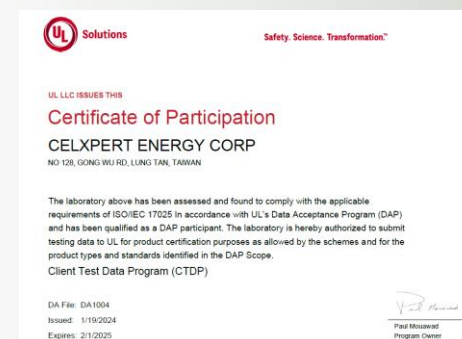 UL Solutions
Safety. Science. Transformation.™
UL LLC ISSUES THIS
Certificate of Participation
CELXPERT ENERGY CORP
NO 128, GONG WU RD, LUNG TAN, TAIWAN
The laboratory above has been assessed and found to comply with the applicable
requirements of ISO/IEC 17025 In accordance with UL's Data Acceptance Program (DAP)
and has been qualified as a DAP participant. The laboratory is hereby authorized to submit
testing data to UL for product certification purposes as allowed by the schemes and for the
product types and standards identified in the DAP Scope.
Client Test Data Program (CTDP)
DA File: DA1004
Issued: 1/19/2024
Expires: 2/1/2025
Paul Mouawad
Paul Mouawad
Program Owner